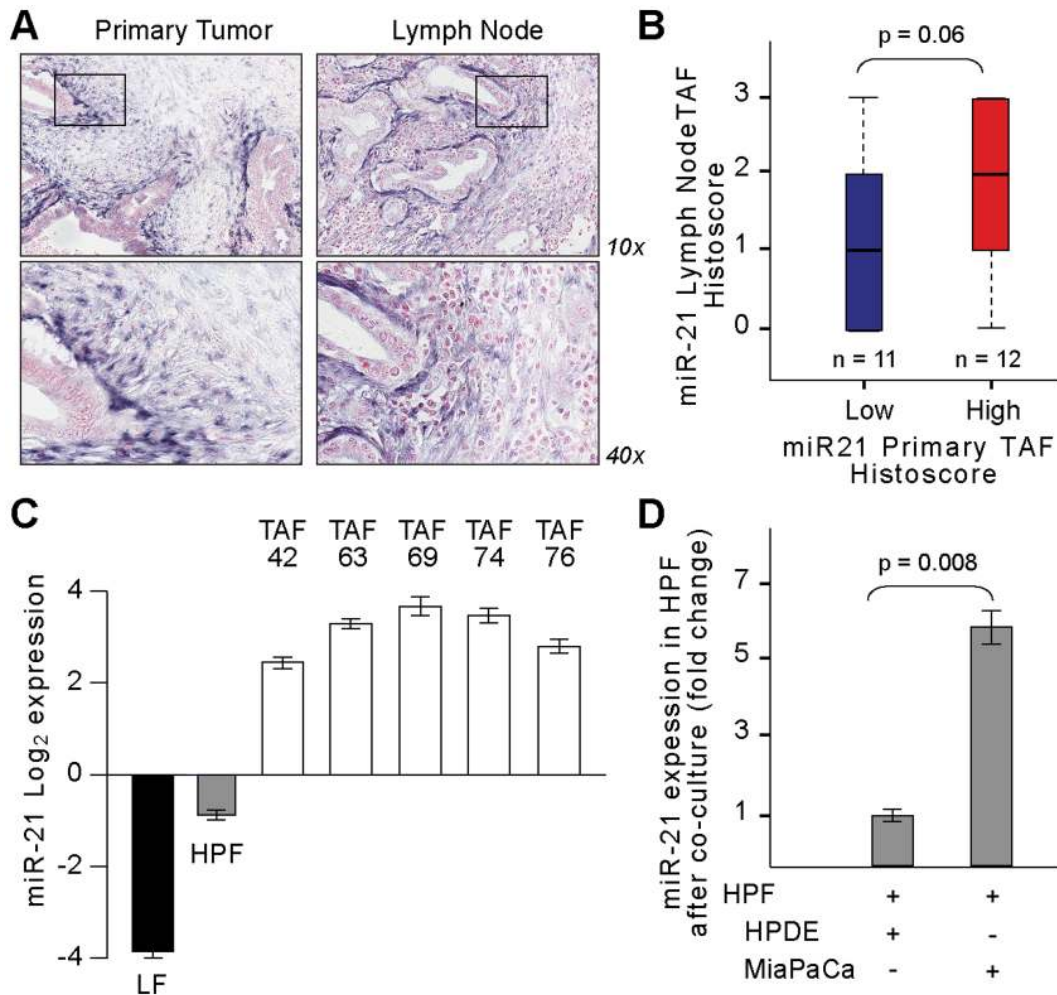 A
Primary Tumor
Lymph Node
10x
40x
B
p = 0.06
miR-21 Lymph NodeTAF
Histoscore
3
2
1
0
n = 11
n = 12
Low
High
miR21 Primary TAF
Histoscore
C
TAF
42
TAF
63
TAF
69
TAF
74
TAF
76
miR-21 Log₂ expression
4
2
0
-2
-4
LF
HPF
D
p = 0.008
miR-21 expession in HPF
after co-culture (fold change)
7
5
3
1
HPF + +
HPDE + -
MiaPaCa - +